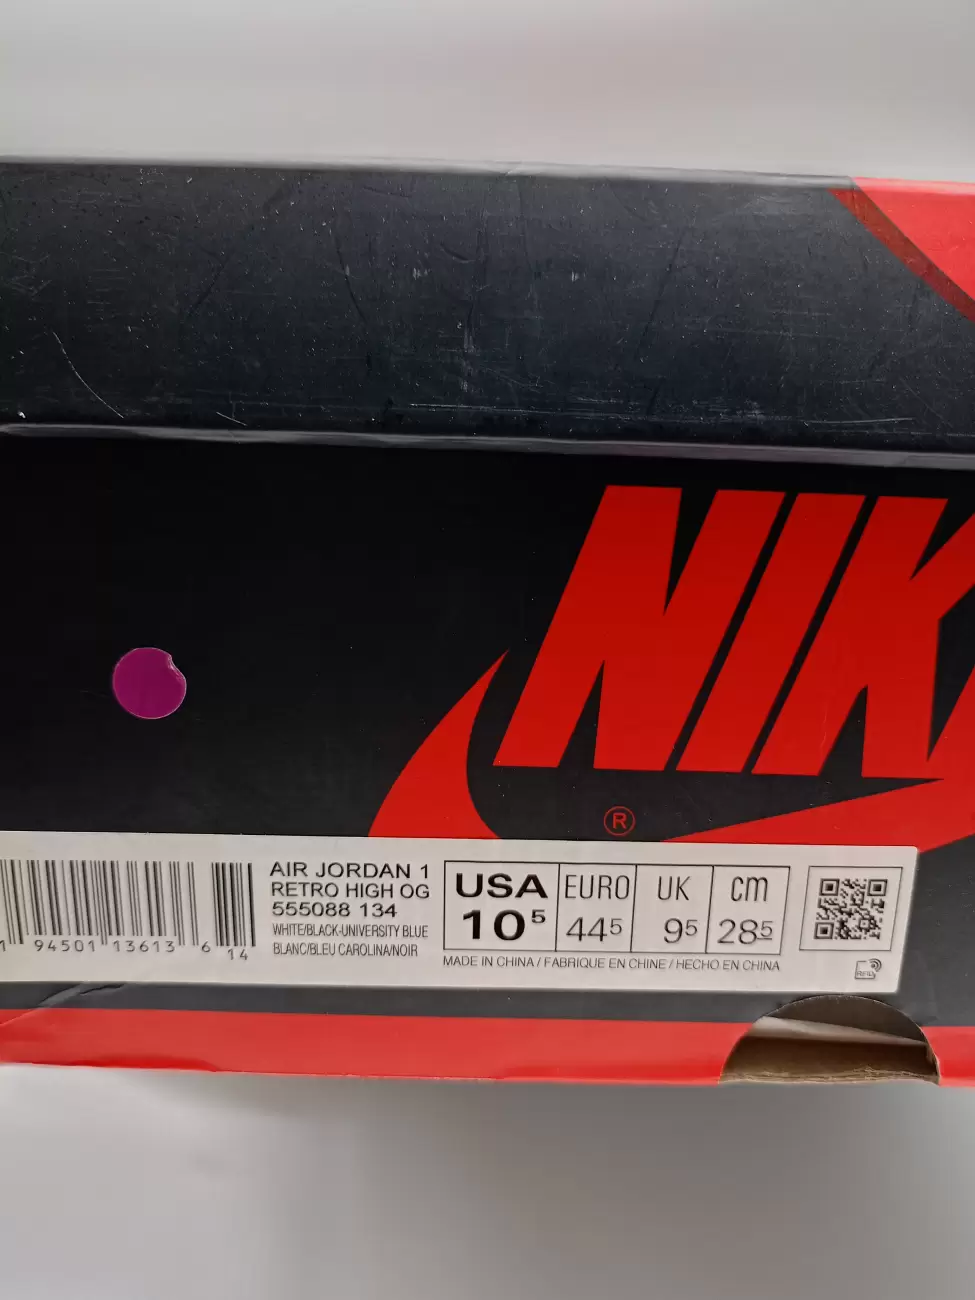 NIK
®
AIR JORDAN 1
RETRO HIGH OG
555088 134
WHITE/BLACK-UNIVERSITY BLUE
BLANC/BLEU CAROLINA/NOIR
1 94501 13613 6 14
USA EURO UK cm
10⁵ 44⁵ 9⁵ 28⁵
MADE IN CHINA / FABRIQUE EN CHINE / HECHO EN CHINA
RFID